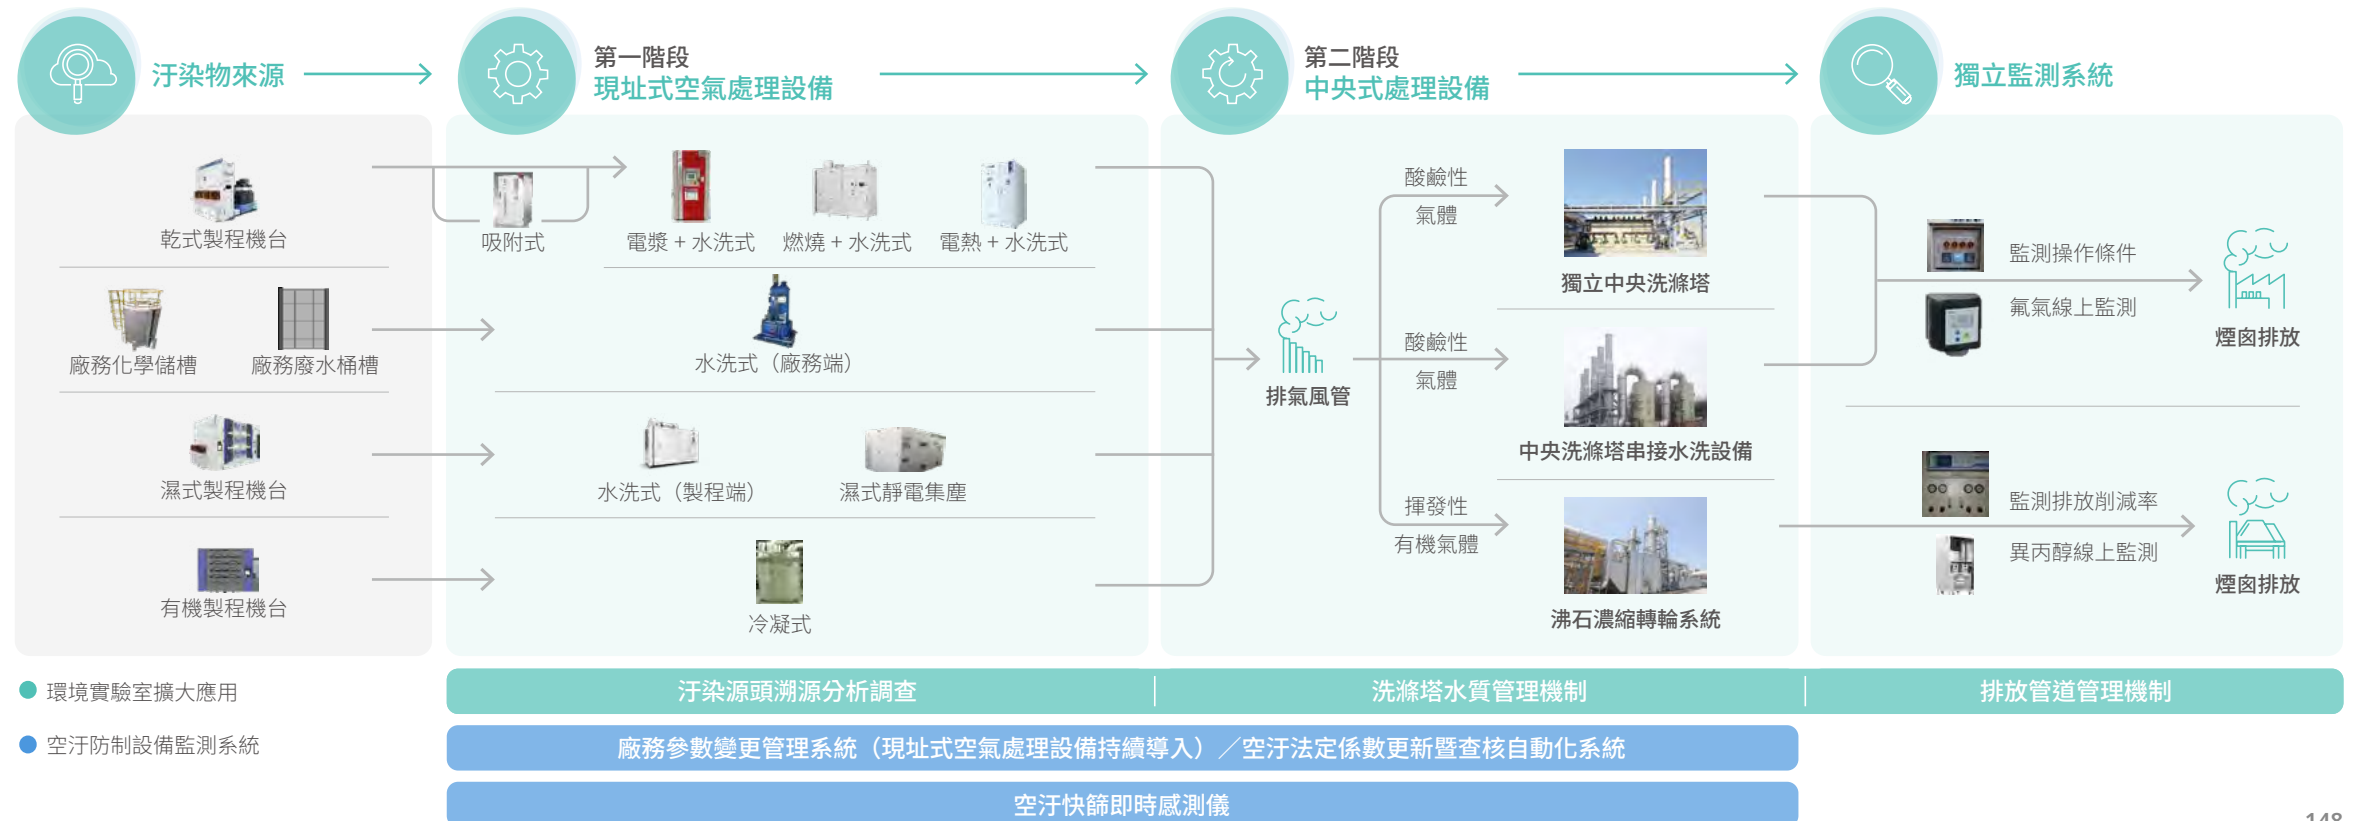 汙染物來源
第一階段
現址式空氣處理設備
第二階段
中央式處理設備
獨立監測系統
乾式製程機台
廠務化學儲槽
廠務廢水桶槽
濕式製程機台
有機製程機台
吸附式
電漿 + 水洗式
燃燒 + 水洗式
電熱 + 水洗式
水洗式（廠務端）
水洗式（製程端）
濕式靜電集塵
冷凝式
排氣風管
酸鹼性
氣體
獨立中央洗滌塔
酸鹼性
氣體
中央洗滌塔串接水洗設備
揮發性
有機氣體
沸石濃縮轉輪系統
監測操作條件
氟氣線上監測
煙囪排放
監測排放削減率
異丙醇線上監測
煙囪排放
環境實驗室擴大應用
汙染源頭溯源分析調查
洗滌塔水質管理機制
排放管道管理機制
空汙防制設備監測系統
廠務參數變更管理系統（現址式空氣處理設備持續導入）／空汙法定係數更新暨查核自動化系統
空汙快篩即時感測儀
148